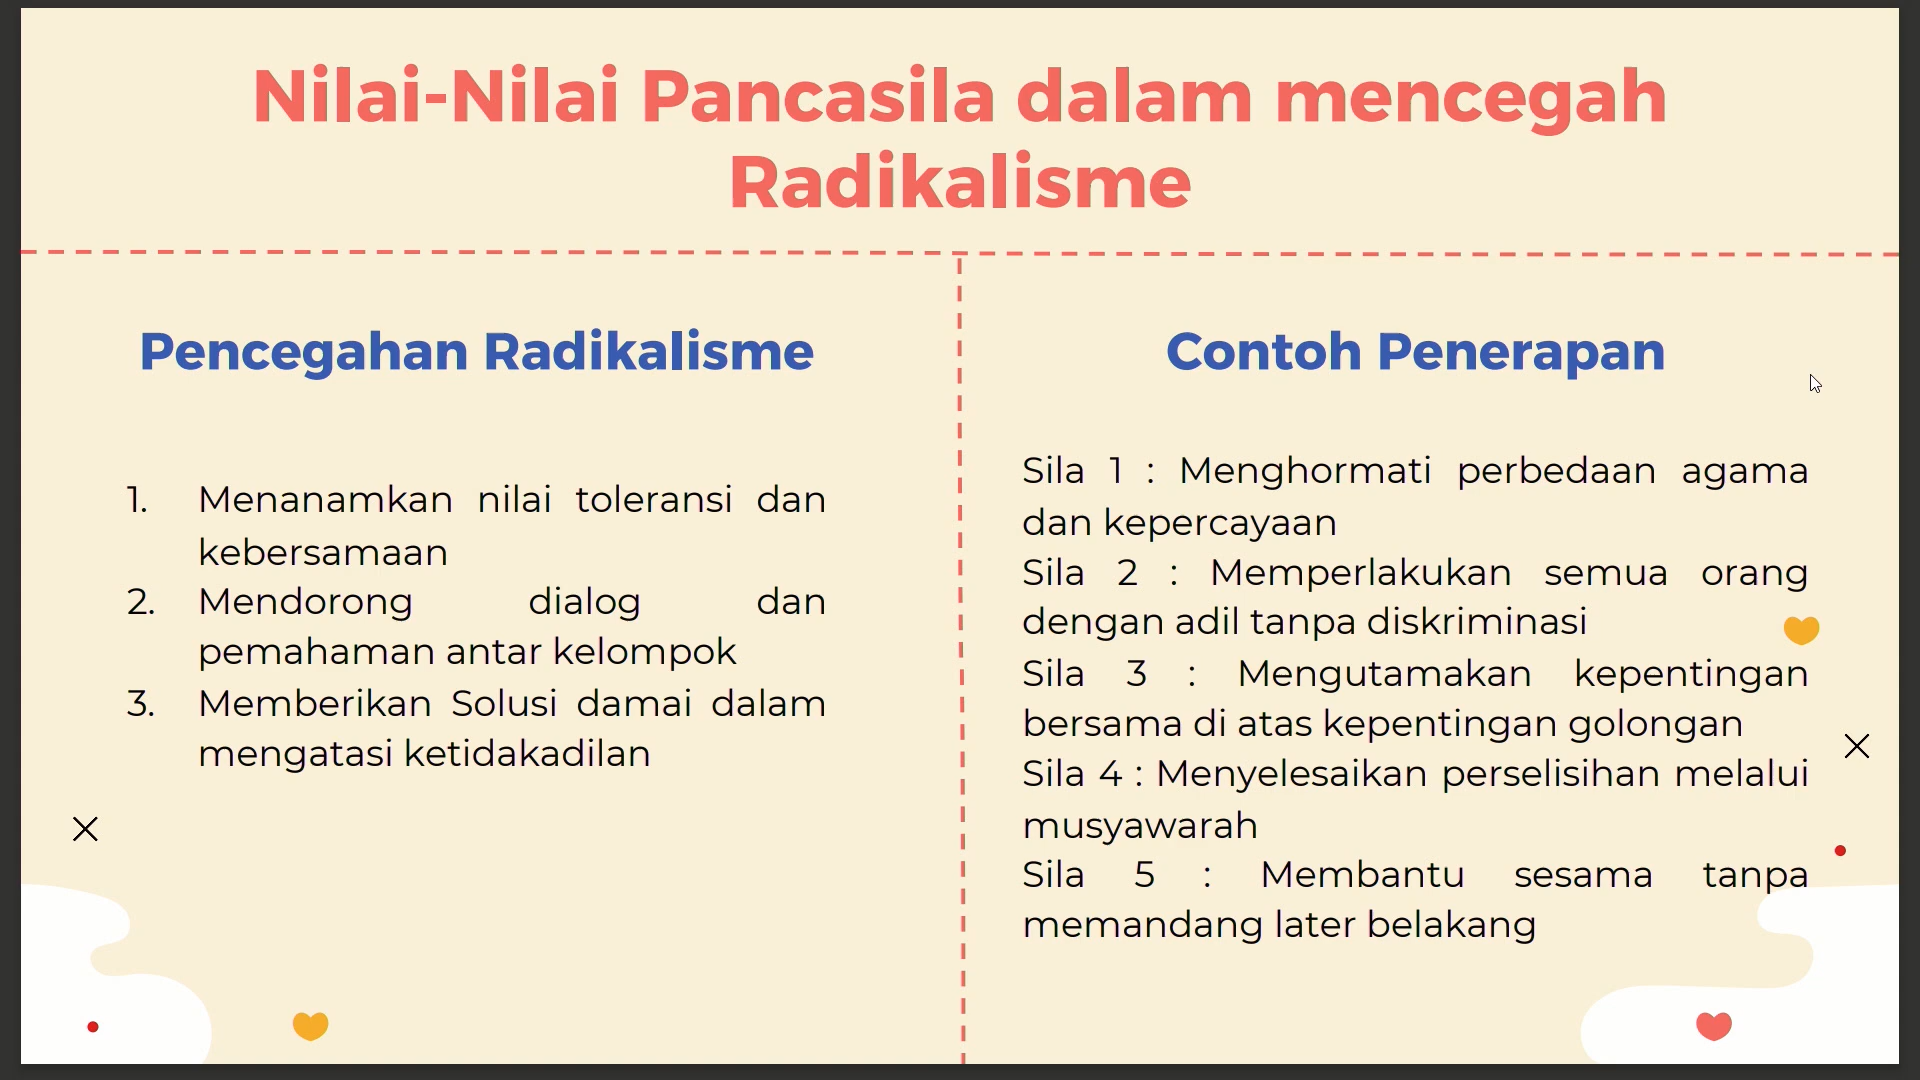 Nilai-Nilai Pancasila dalam mencegah
Radikalisme
Pencegahan Radikalisme
1. Menanamkan nilai toleransi dan
kebersamaan
2. Mendorong dialog dan
pemahaman antar kelompok
3. Memberikan Solusi damai dalam
mengatasi ketidakadilan
Contoh Penerapan
Sila 1 : Menghormati perbedaan agama
dan kepercayaan
Sila 2 : Memperlakukan semua orang
dengan adil tanpa diskriminasi
Sila 3 : Mengutamakan kepentingan
bersama di atas kepentingan golongan
Sila 4 : Menyelesaikan perselisihan melalui
musyawarah
Sila 5 : Membantu sesama tanpa
memandang later belakang